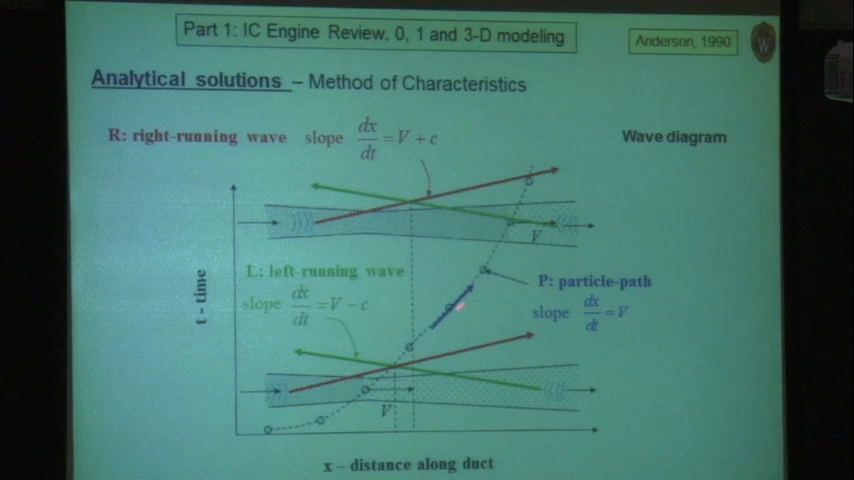 Part 1: IC Engine Review, 0, 1 and 3-D modeling
Anderson, 1990
W
Analytical solutions – Method of Characteristics
R: right-running wave slope dx/dt = V + c
Wave diagram
V
L: left-running wave
slope dx/dt = V – c
P: particle-path
slope dx/dt = V
t - time
V
x – distance along duct